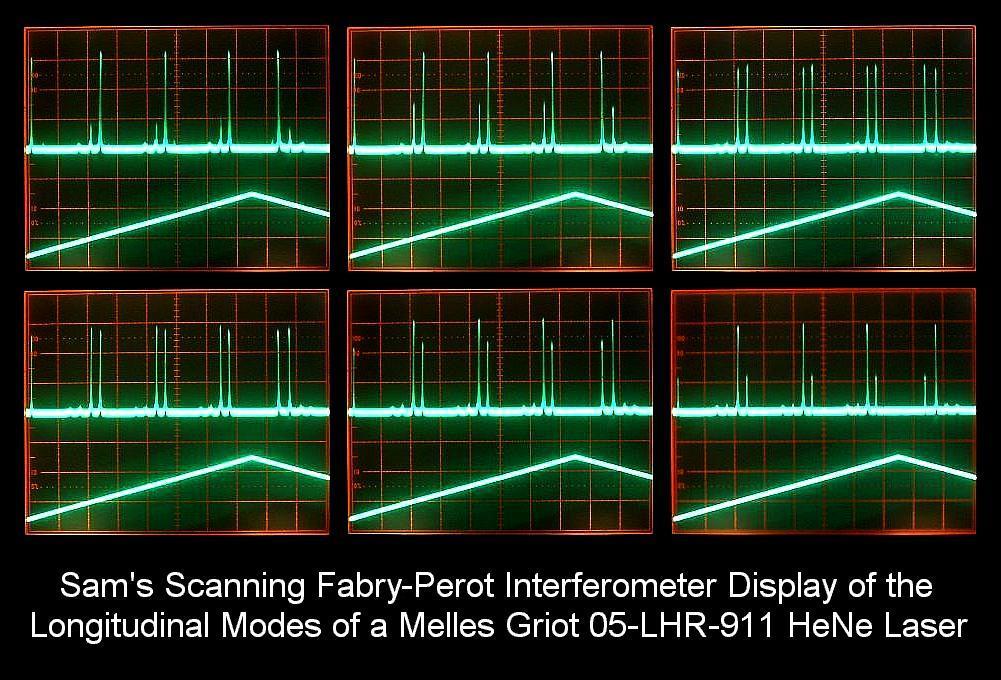 Sam's Scanning Fabry-Perot Interferometer Display of the
Longitudinal Modes of a Melles Griot 05-LHR-911 HeNe Laser